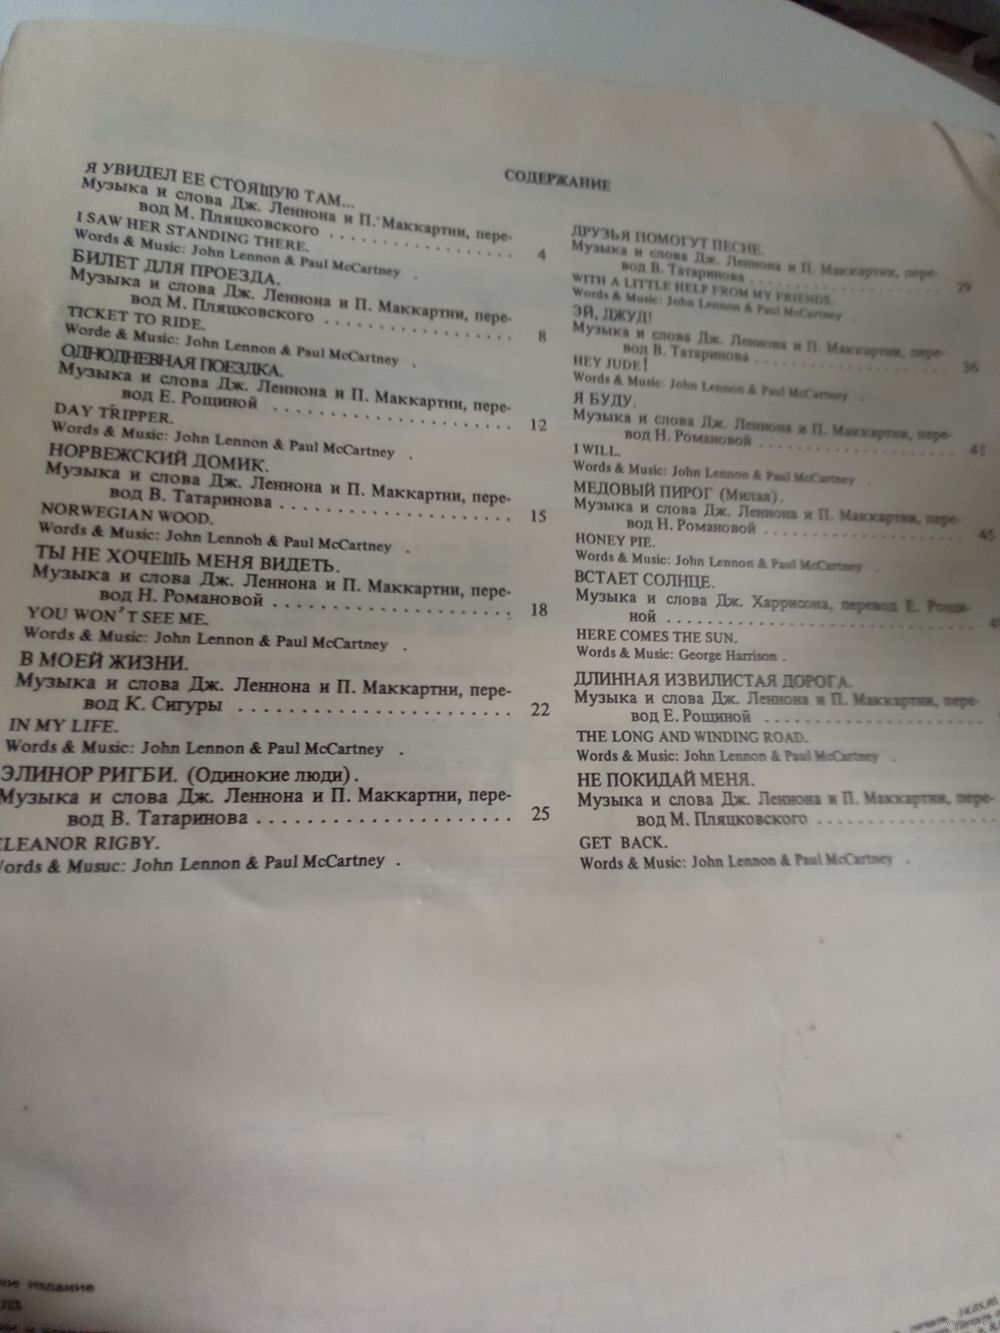 СОДЕРЖАНИЕ
Я УВИДЕЛ ЕЕ СТОЯЩУЮ ТАМ...
Музыка и слова Дж. Леннона и П. Маккартни, пере-
вод М. Пляцковского . . . . . . . . . . . . . . . 4
I SAW HER STANDING THERE.
Words & Music: John Lennon & Paul McCartney .
БИЛЕТ ДЛЯ ПРОЕЗДА.
Музыка и слова Дж. Леннона и П. Маккартни, пере-
вод М. Пляцковского . . . . . . . . . . . . . . . 8
TICKET TO RIDE.
Worde & Music: John Lennon & Paul McCartney .
ОДНОДНЕВНАЯ ПОЕЗДКА.
Музыка и слова Дж. Леннона и П. Маккартни, пере-
вод Е. Рощиной . . . . . . . . . . . . . . . . . . 12
DAY TRIPPER.
Words & Music: John Lennon & Paul McCartney .
НОРВЕЖСКИЙ ДОМИК.
Музыка и слова Дж. Леннона и П. Маккартни, пере-
вод В. Татаринова . . . . . . . . . . . . . . . . . . 15
NORWEGIAN WOOD.
Words & Music: John Lennoh & Paul McCartney .
ТЫ НЕ ХОЧЕШЬ МЕНЯ ВИДЕТЬ.
Музыка и слова Дж. Леннона и П. Маккартни, пере-
вод Н. Романовой . . . . . . . . . . . . . . . . . . 18
YOU WON'T SEE ME.
Words & Music: John Lennon & Paul McCartney .
В МОЕЙ ЖИЗНИ.
Музыка и слова Дж. Леннона и П. Маккартни, пере-
вод К. Сигуры . . . . . . . . . . . . . . . . . . . . 22
IN MY LIFE.
Words & Music: John Lennon & Paul McCartney .
ЭЛИНОР РИГБИ. (Одинокие люди).
Музыка и слова Дж. Леннона и П. Маккартни, пере-
вод В. Татаринова . . . . . . . . . . . . . . . . . . 25
ELEANOR RIGBY.
Words & Musuc: John Lennon & Paul McCartney .
ДРУЗЬЯ ПОМОГУТ ПЕСНЕ.
Музыка и слова Дж. Леннона и П. Маккартни, пере-
вод В. Татаринова . . . . . . . . . . . . . . . . . . 29
WITH A LITTLE HELP FROM MY FRIENDS.
Words & Music: John Lennon & Paul McCartney .
ЭЙ, ДЖУД!
Музыка и слова Дж. Леннона и П. Маккартни, пере-
вод В. Татаринова . . . . . . . . . . . . . . . . . . 36
HEY JUDE!
Words & Music: John Lennon & Paul McCartney .
Я БУДУ.
Музыка и слова Дж. Леннона и П. Маккартни, пере-
вод Н. Романовой . . . . . . . . . . . . . . . . . . 41
I WILL.
Words & Music: John Lennon & Paul McCartney .
МЕДОВЫЙ ПИРОГ (Милая).
Музыка и слова Дж. Леннона и П. Маккартни, пере-
вод Н. Романовой . . . . . . . . . . . . . . . . . . 45
HONEY PIE.
Words & Music: John Lennon & Paul McCartney .
ВСТАЕТ СОЛНЦЕ.
Музыка и слова Дж. Харрисона, перевод Е. Рощи-
ной . . . . . . . . . . . . . . . . . . . . . . . . .
HERE COMES THE SUN.
Words & Music: George Harrison .
ДЛИННАЯ ИЗВИЛИСТАЯ ДОРОГА.
Музыка и слова Дж. Леннона и П. Маккартни, пере-
вод Е. Рощиной . . . . . . . . . . . . . . . . . .
THE LONG AND WINDING ROAD.
Words & Music: John Lennon & Paul McCartney .
НЕ ПОКИДАЙ МЕНЯ.
Музыка и слова Дж. Леннона и П. Маккартни, пере-
вод М. Пляцковского . . . . . . . . . . . . . . .
GET BACK.
Words & Music: John Lennon & Paul McCartney .
издание